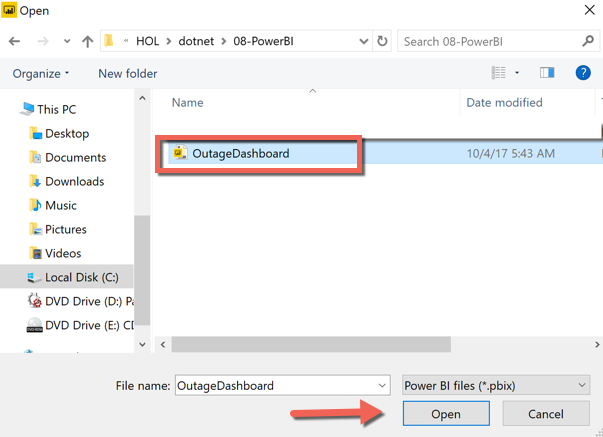 Open
HOL dotnet 08-PowerBI
Search 08-PowerBI
Organize
New folder
?
This PC
Desktop
Documents
Downloads
Music
Pictures
Videos
Local Disk (C:)
DVD Drive (D:) Pa
DVD Drive (E:) CD
Name
Date modified
OutageDashboard
10/4/17 5:43 AM
File name:
OutageDashboard
Power BI files (*.pbix)
Open
Cancel